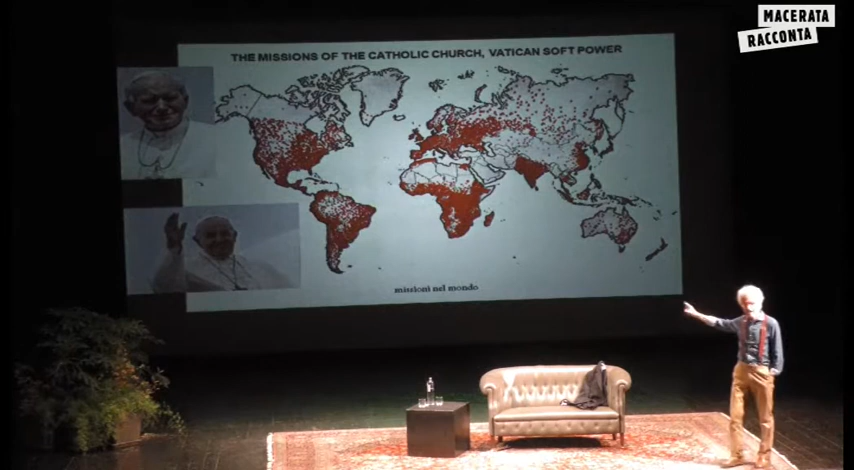 MACERATA
RACCONTA
THE MISSIONS OF THE CATHOLIC CHURCH, VATICAN SOFT POWER
missioni nel mondo